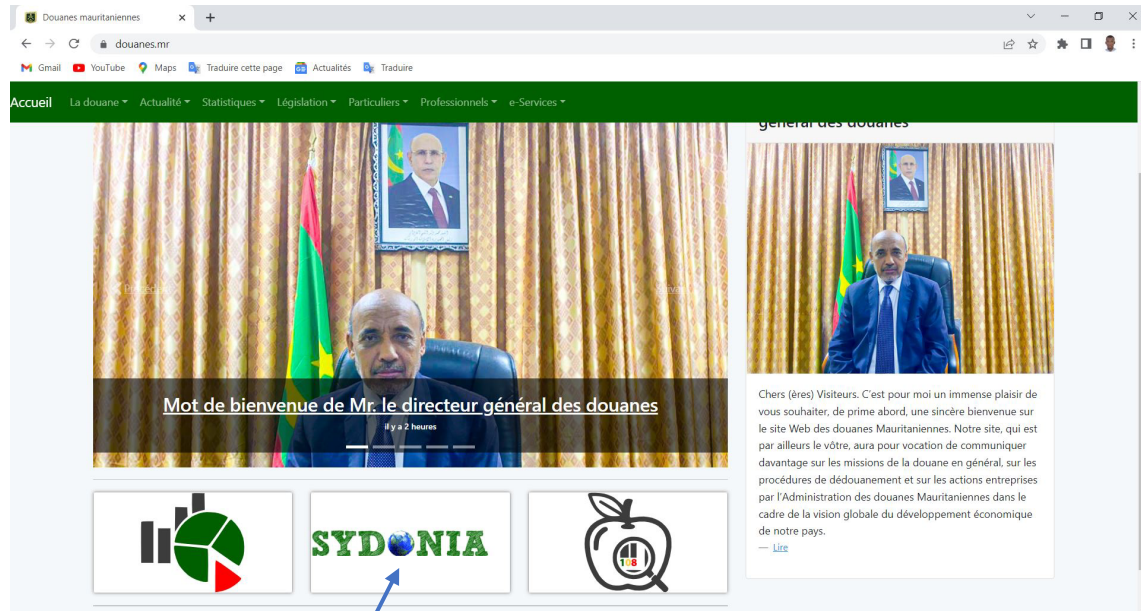 Douanes mauritaniennes
douanes.mr
Gmail YouTube Maps Traduire cette page Actualités Traduire
Accueil La douane Actualité Statistiques Législation Particuliers Professionnels e-Services
général des douanes
Précédent
Mot de bienvenue de Mr. le directeur général des douanes
il y a 2 heures
Chers (ères) Visiteurs. C'est pour moi un immense plaisir de
vous souhaiter, de prime abord, une sincère bienvenue sur
le site Web des douanes Mauritaniennes. Notre site, qui est
par ailleurs le vôtre, aura pour vocation de communiquer
davantage sur les missions de la douane en général, sur les
procédures de dédouanement et sur les actions entreprises
par l'Administration des douanes Mauritaniennes dans le
cadre de la vision globale du développement économique
de notre pays.
— Lire
SYDONIA
108